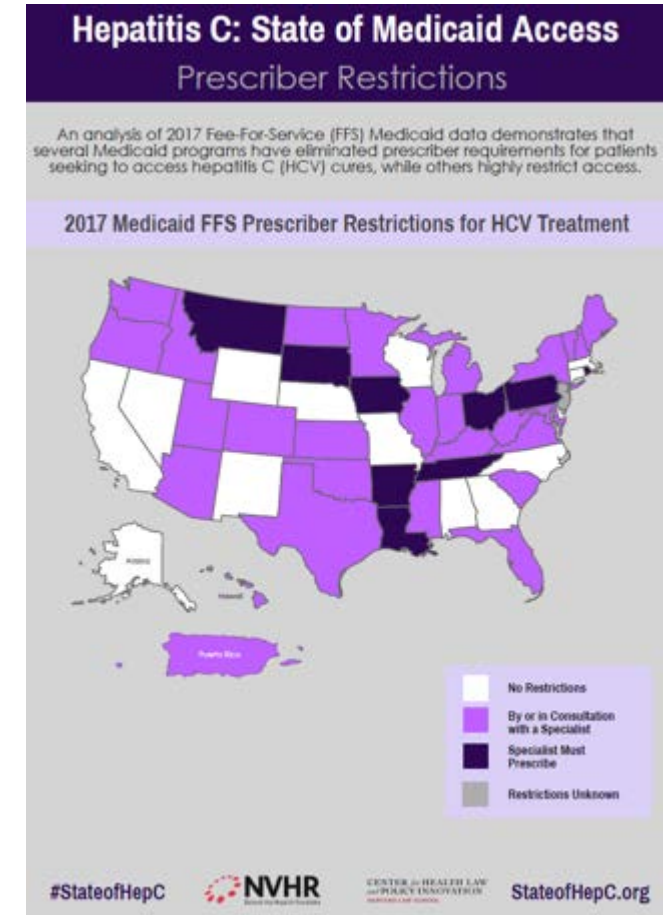 Hepatitis C: State of Medicaid Access
Prescriber Restrictions
An analysis of 2017 Fee-For-Service (FFS) Medicaid data demonstrates that
several Medicaid programs have eliminated prescriber requirements for patients
seeking to access hepatitis C (HCV) cures, while others highly restrict access.
2017 Medicaid FFS Prescriber Restrictions for HCV Treatment
Alaska
Hawaii
Puerto Rico
No Restrictions
By or in Consultation
with a Specialist
Specialist Must
Prescribe
Restrictions Unknown
#StateofHepC
NVHR
CENTER for HEALTH LAW
and POLICY INNOVATION
HARVARD LAW SCHOOL
StateofHepC.org